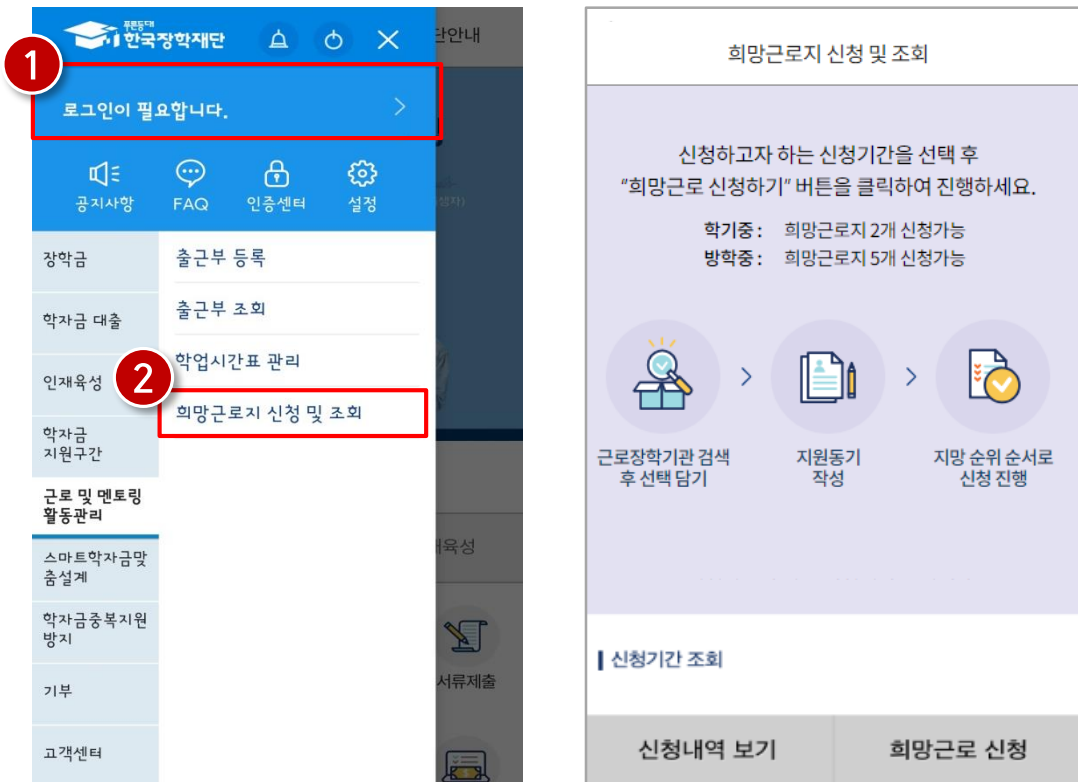 푸른등대
한국장학재단
단안내
1
로그인이 필요합니다.
공지사항
FAQ
인증센터
설정
장학금
학자금 대출
인재육성
학자금
지원구간
근로 및 멘토링
활동관리
스마트학자금맞
춤설계
학자금중복지원
방지
기부
고객센터
출근부 등록
출근부 조회
학업시간표 관리
2
희망근로지 신청 및 조회
육성
서류제출
희망근로지 신청 및 조회
신청하고자 하는 신청기간을 선택 후
"희망근로 신청하기" 버튼을 클릭하여 진행하세요.
학기중 : 희망근로지 2개 신청가능
방학중 : 희망근로지 5개 신청가능
근로장학기관 검색
후 선택 담기
지원동기
작성
지망 순위 순서로
신청 진행
신청기간 조회
신청내역 보기
희망근로 신청